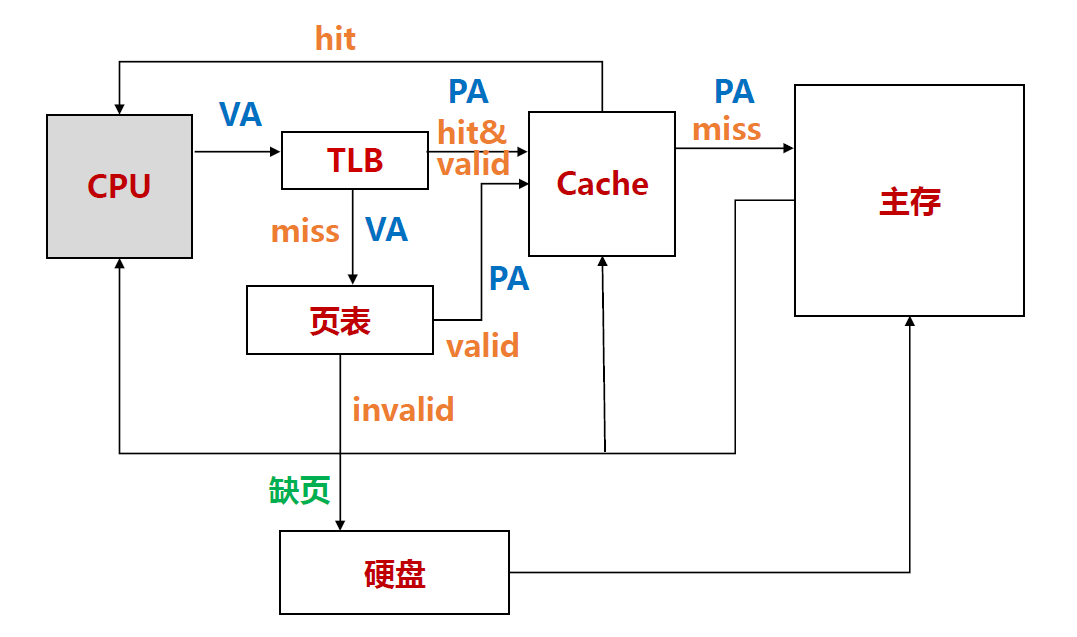 hit
VA
PA
PA
hit&
miss
valid
TLB
CPU
Cache
主存
miss
VA
PA
页表
valid
invalid
缺页
硬盘